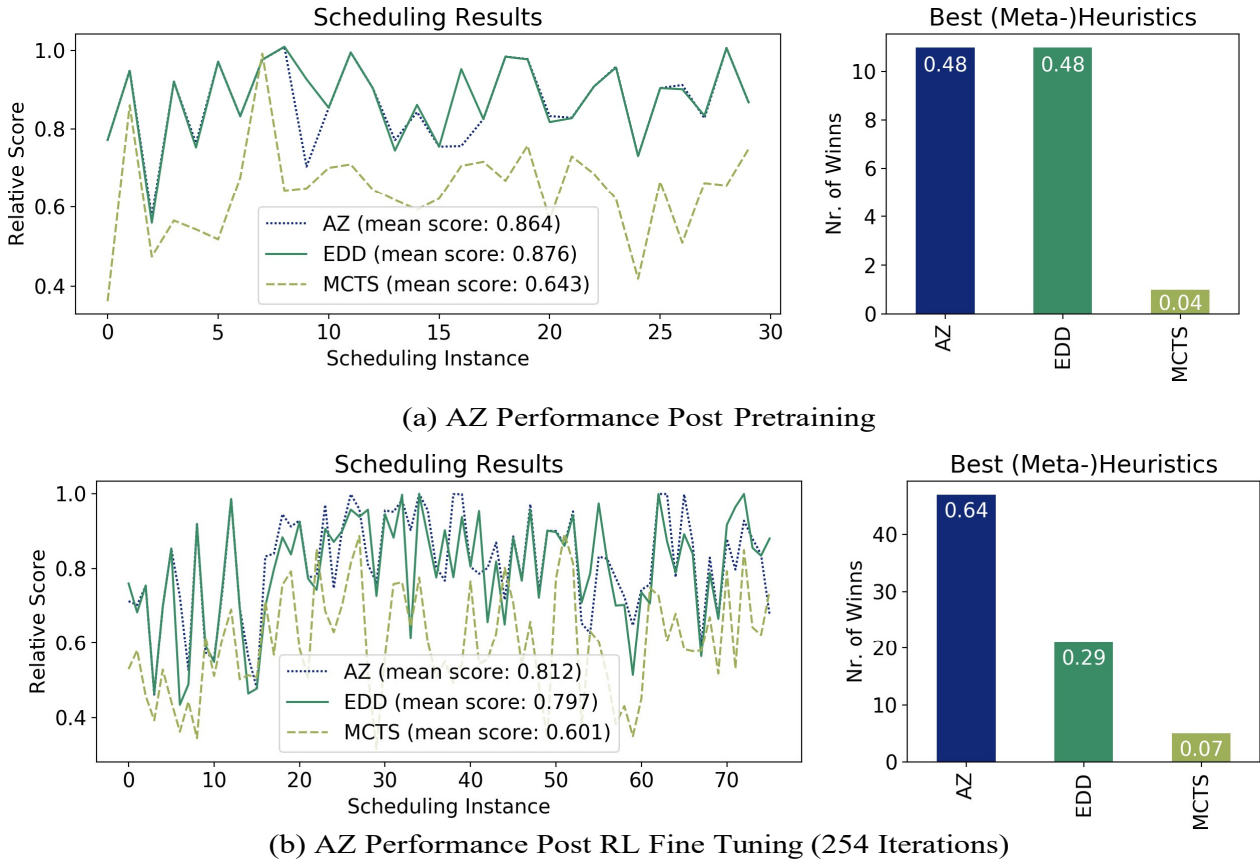 Scheduling Results
Relative Score
1.0
0.8
0.6
0.4
AZ (mean score: 0.864)
EDD (mean score: 0.876)
MCTS (mean score: 0.643)
0 5 10 15 20 25 30
Scheduling Instance
Best (Meta-)Heuristics
Nr. of Winns
10
8
6
4
2
0
0.48 0.48 0.04
AZ EDD MCTS
(a) AZ Performance Post Pretraining
Scheduling Results
Relative Score
1.0
0.8
0.6
0.4
AZ (mean score: 0.812)
EDD (mean score: 0.797)
MCTS (mean score: 0.601)
0 10 20 30 40 50 60 70
Scheduling Instance
Best (Meta-)Heuristics
Nr. of Winns
40
30
20
10
0
0.64 0.29 0.07
AZ EDD MCTS
(b) AZ Performance Post RL Fine Tuning (254 Iterations)